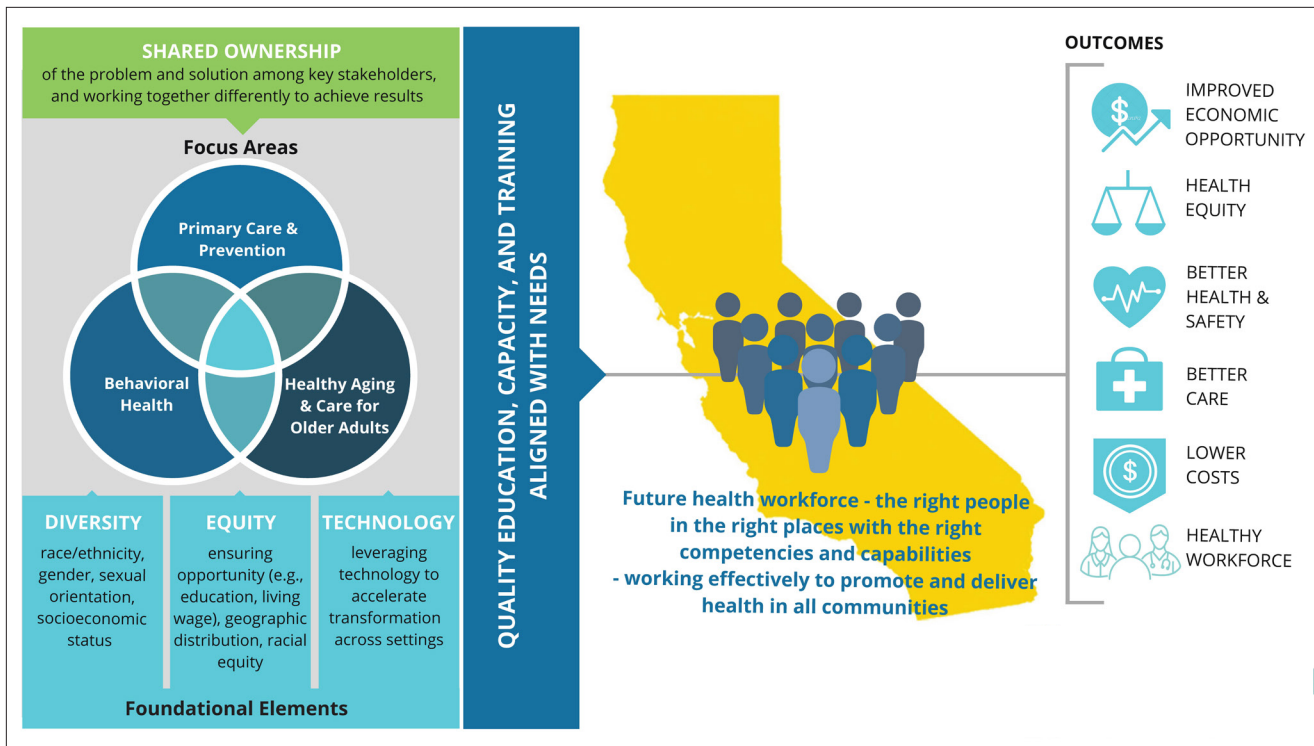 SHARED OWNERSHIP
of the problem and solution among key stakeholders,
and working together differently to achieve results
Focus Areas
Primary Care &
Prevention
Behavioral
Health
Healthy Aging
& Care for
Older Adults
DIVERSITY
race/ethnicity,
gender, sexual
orientation,
socioeconomic
status
EQUITY
ensuring
opportunity (e.g.,
education, living
wage), geographic
distribution, racial
equity
TECHNOLOGY
leveraging
technology to
accelerate
transformation
across settings
Foundational Elements
QUALITY EDUCATION, CAPACITY, AND TRAINING
ALIGNED WITH NEEDS
Future health workforce - the right people
in the right places with the right
competencies and capabilities
- working effectively to promote and deliver
health in all communities
OUTCOMES
$
IMPROVED
ECONOMIC
OPPORTUNITY
HEALTH
EQUITY
BETTER
HEALTH &
SAFETY
BETTER
CARE
$
LOWER
COSTS
HEALTHY
WORKFORCE